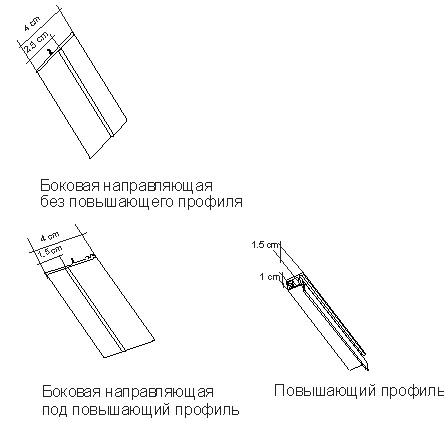 4 cm
2.5 cm
Боковая направляющая
без повышающего профиля
4 cm
1.5 cm
1.5 cm
1 cm
Боковая направляющая
под повышающий профиль
Повышающий профиль